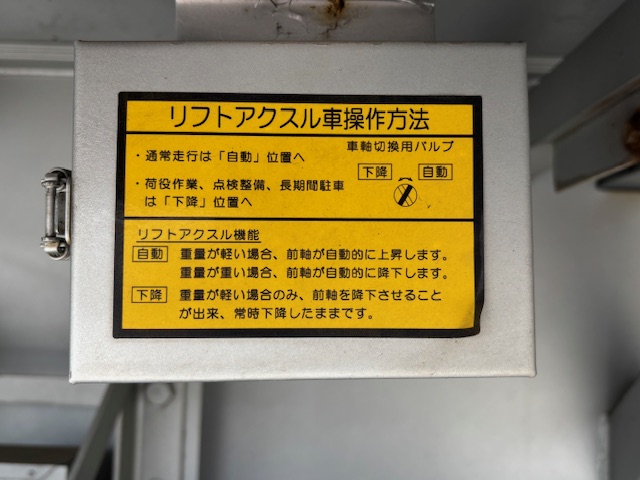 リフトアクスル車操作方法
車軸切換用バルブ
・通常走行は「自動」位置へ
下降 自動
・荷役作業、点検整備、長期間駐車
は「下降」位置へ
リフトアクスル機能
自動 重量が軽い場合、前軸が自動的に上昇します。
重量が重い場合、前軸が自動的に降下します。
下降 重量が軽い場合のみ、前軸を降下させること
が出来、常時下降したままです。